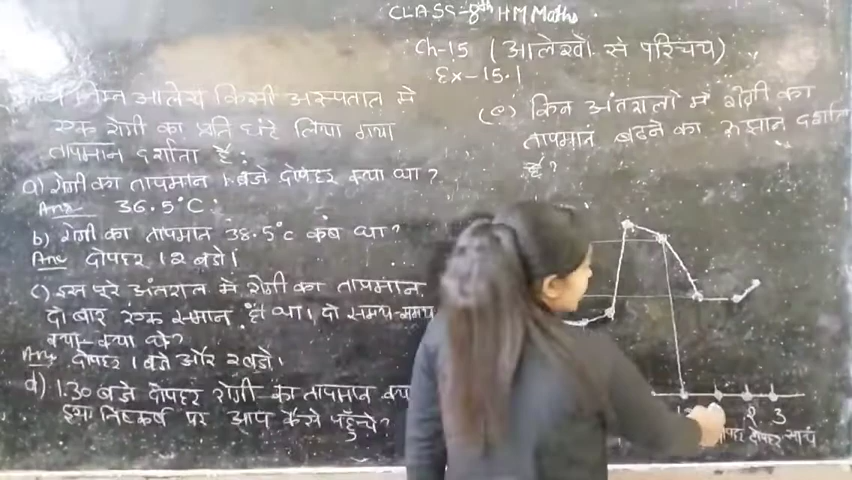 CLASS-8th HM Maths
Ch-15 (आलेखो से परिचय)
Ex-15.1
निम्न आलेख किसी अस्पताल मे
एक रोगी का प्रति घंटे लिया गया
तापमान दर्शाता है:
a) रोगी का तापमान 1 बजे दोपहर क्या था?
Ans 36.5°C
b) रोगी का तापमान 38.5°c कब था?
Ans दोपहर 12 बजे।
c) इस पूरे अंतराल में रोगी का तापमान
दो बार एक समान ही था। दो समय-समय
क्या-क्या थे?
Ans दोपहर 1 बजे और 2 बजे।
d) 1.30 बजे दोपहर रोगी का तापमान
इस निष्कर्ष पर आप कैसे पहुँचे?
(e) किन अंतरालो में रोगी का
तापमान बढने का रुझान दर्शाता
है?
2 3
दोपहर सायं